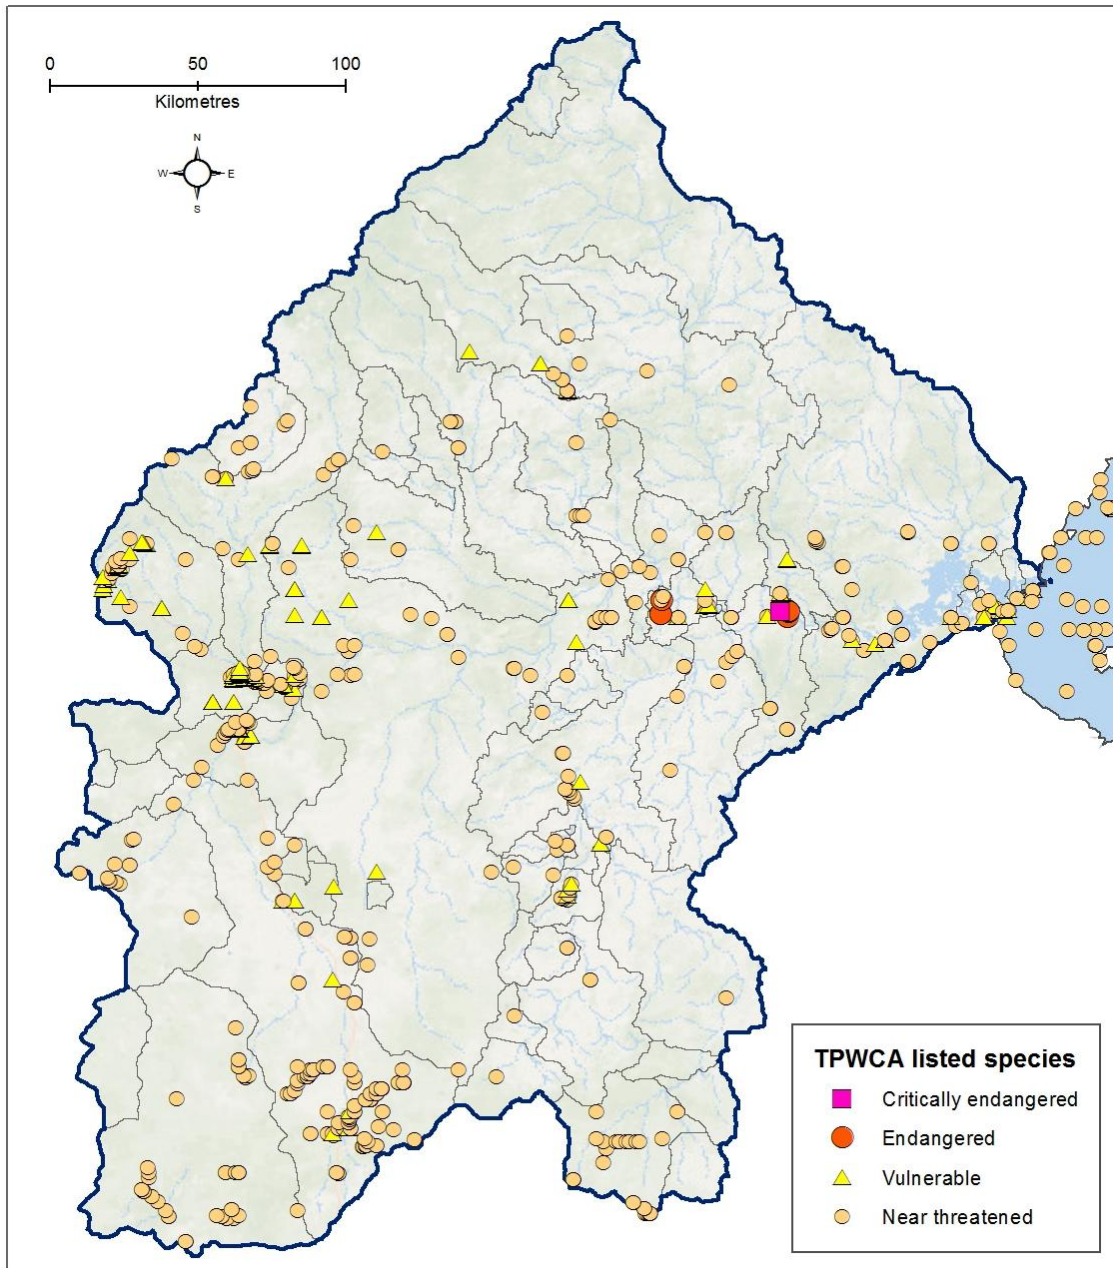 0 50 100
Kilometres
N
W E
S
TPWCA listed species
Critically endangered
Endangered
Vulnerable
Near threatened